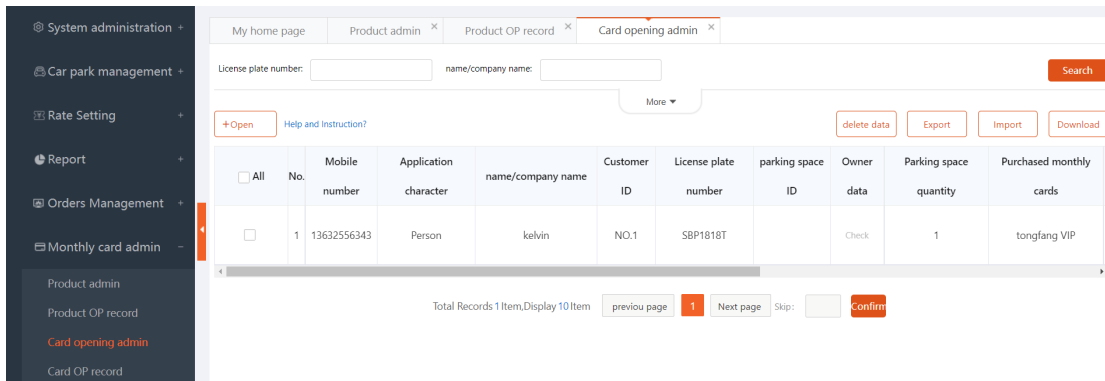 System administration +
Car park management +
Rate Setting +
Report +
Orders Management +
Monthly card admin −
Product admin
Product OP record
Card opening admin
Card OP record
My home page Product admin × Product OP record × Card opening admin ×
License plate number: name/company name: Search
More ▼
+Open Help and Instruction? delete data Export Import Download
All No. Mobile number Application character name/company name Customer ID License plate number parking space ID Owner data Parking space quantity Purchased monthly cards
1 13632556343 Person kelvin NO.1 SBP1818T Check 1 tongfang VIP
Total Records 1 Item,Display 10 Item previou page 1 Next page Skip: Confirm